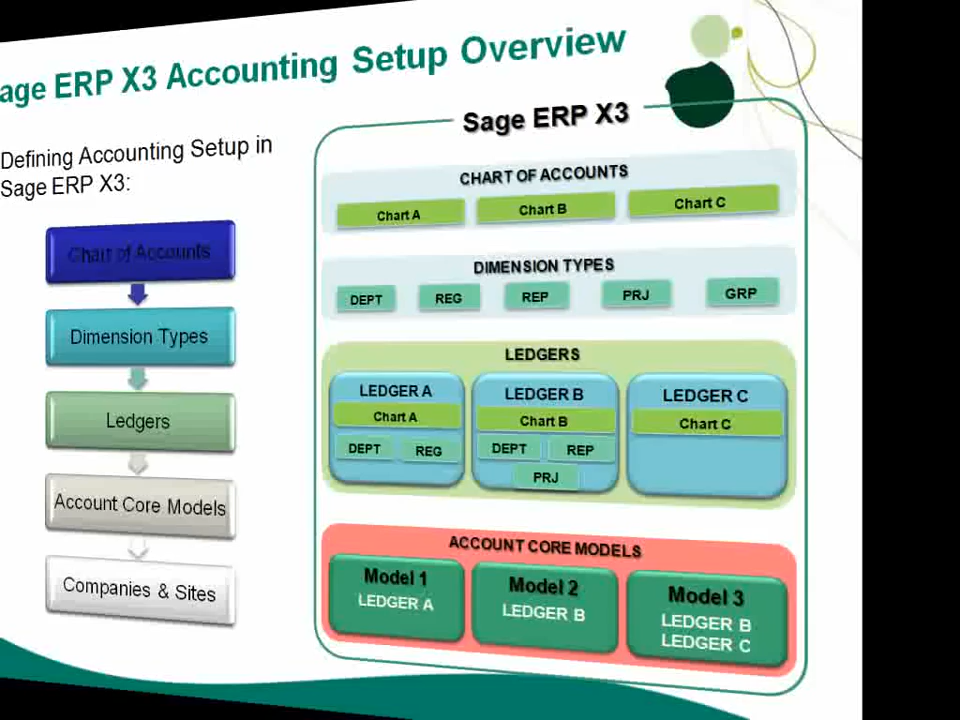 age ERP X3 Accounting Setup Overview
Defining Accounting Setup in
Sage ERP X3:
Chart of Accounts
Dimension Types
Ledgers
Account Core Models
Companies & Sites
Sage ERP X3
CHART OF ACCOUNTS
Chart A Chart B Chart C
DIMENSION TYPES
DEPT REG REP PRJ GRP
LEDGERS
LEDGER A LEDGER B LEDGER C
Chart A Chart B Chart C
DEPT REG DEPT REP
PRJ
ACCOUNT CORE MODELS
Model 1 Model 2 Model 3
LEDGER A LEDGER B LEDGER B
LEDGER C